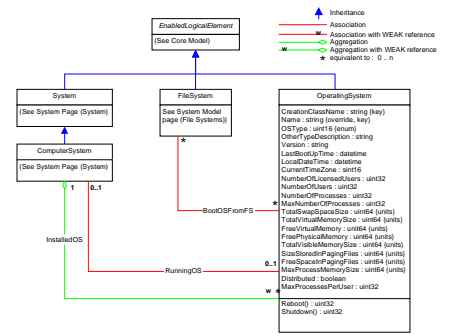 Inheritance
Association
w
Association with WEAK reference
Aggregation
w
Aggregation with WEAK reference
* equivalent to : 0 .. n
EnabledLogicalElement
(See Core Model)
System
(See System Page (System)
FileSystem
See System Model
page (File Systems))
*
OperatingSystem
CreationClassName : string {key}
Name : string {override, key}
OSType : uint16 {enum}
OtherTypeDescription : string
Version : string
LastBootUpTime : datetime
LocalDateTime : datetime
CurrentTimeZone : sint16
NumberOfLicensedUsers : uint32
NumberOfUsers : uint32
NumberOfProcesses : uint32
MaxNumberOfProcesses : uint32
TotalSwapSpaceSize : uint64 {units}
TotalVirtualMemorySize : uint64 {units}
FreeVirtualMemory : uint64 {units}
FreePhysicalMemory : uint64 {units}
TotalVisibleMemorySize : uint64 {units}
SizeStoredInPagingFiles : uint64 {units}
FreeSpaceInPagingFiles : uint64 {units}
MaxProcessMemorySize : uint64 {units}
Distributed : boolean
MaxProcessesPerUser : uint32
Reboot() : uint32
Shutdown() : uint32
ComputerSystem
(See System Page (System)
1
0..1
BootOSFromFS
*
InstalledOS
RunningOS
0..1
w *